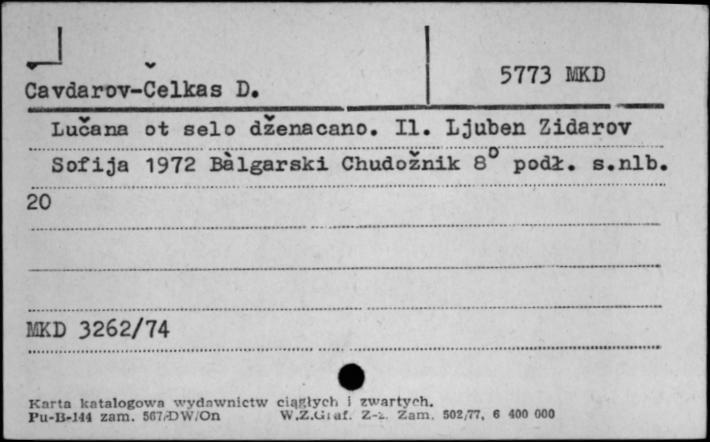 Čavdarov-Čelkas D.
5773 MKD
Lučana ot selo dženacano. Il. Ljuben Zidarov
Sofija 1972 Bàlgarski Chudožnik 8° podł. s.nlb.
20
MKD 3262/74
Karta katalogowa wydawnictw ciągłych i zwartych.
Pu-B-144 zam. 567/DW/On W.Z.Graf. Z-2. Zam. 502/77, 6 400 000